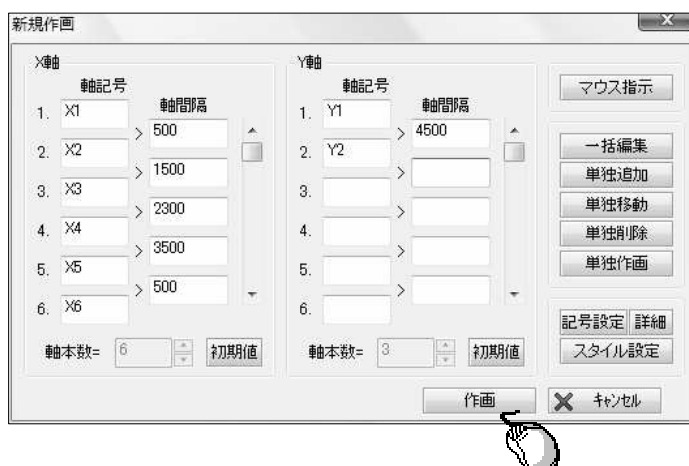 新規作画
X軸
軸記号
軸間隔
1. X1
> 500
2. X2
> 1500
3. X3
> 2300
4. X4
> 3500
5. X5
> 500
6. X6
軸本数= 6 初期値
Y軸
軸記号
軸間隔
1. Y1
> 4500
2. Y2
>
3.
>
4.
>
5.
>
6.
軸本数= 3 初期値
マウス指示
一括編集
単独追加
単独移動
単独削除
単独作画
記号設定 詳細
スタイル設定
作画 キャンセル